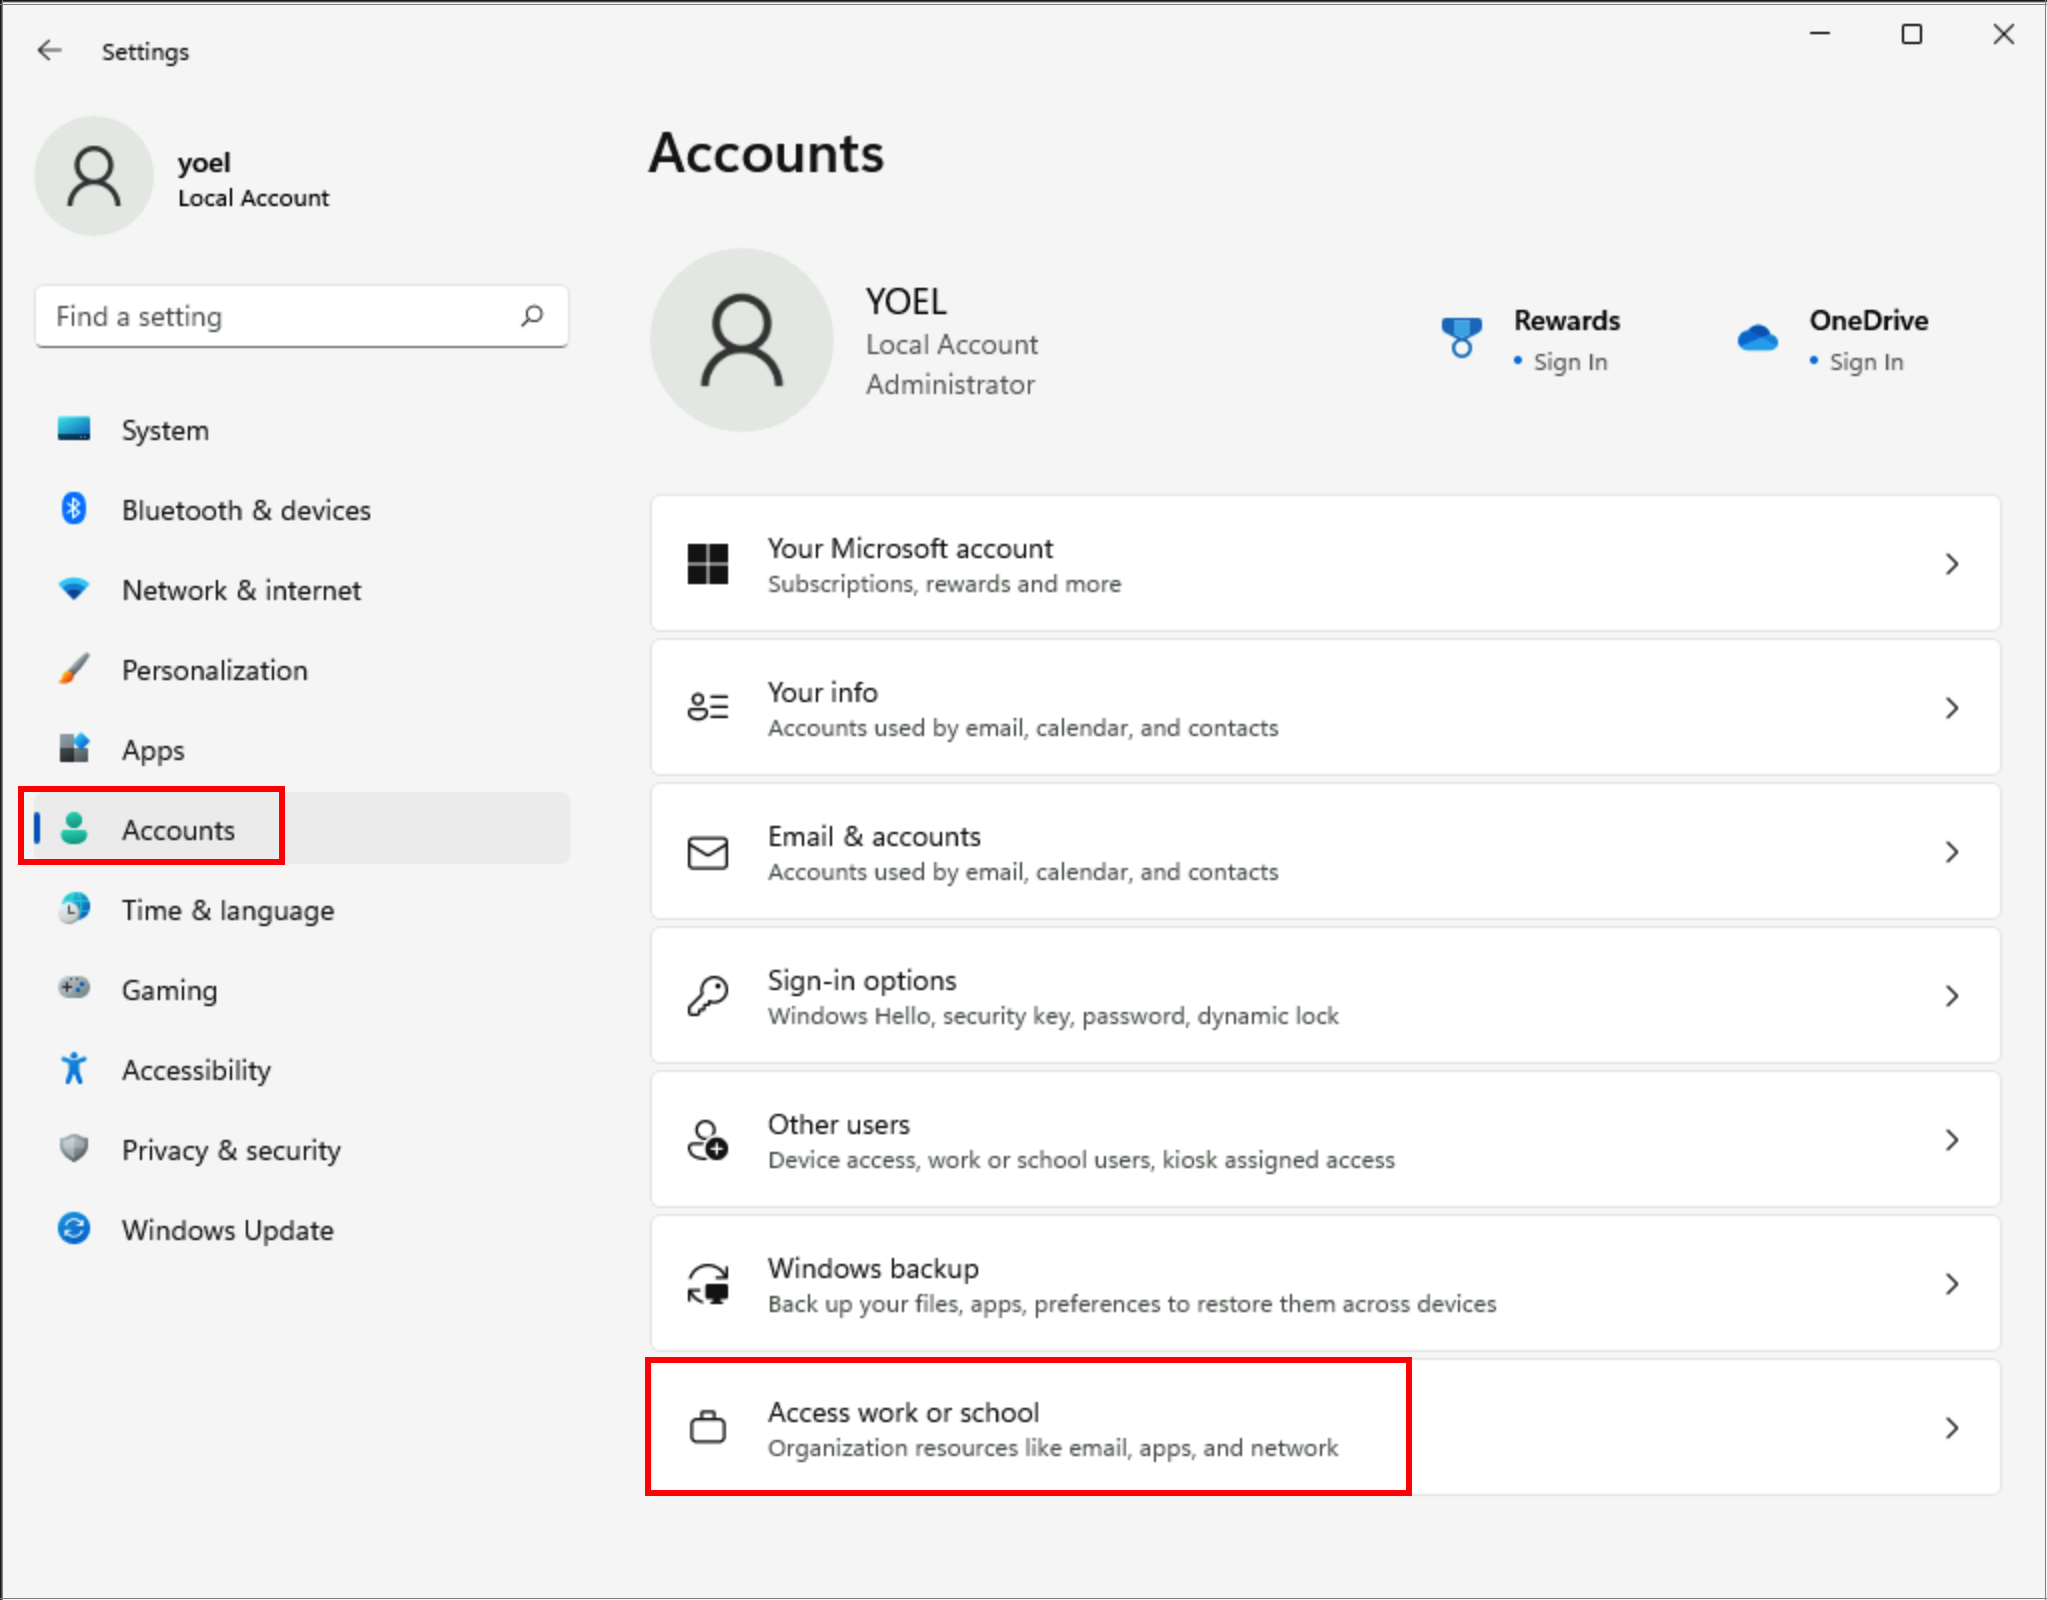 Settings
yoel
Local Account
Find a setting
System
Bluetooth & devices
Network & internet
Personalization
Apps
Accounts
Time & language
Gaming
Accessibility
Privacy & security
Windows Update
Accounts
YOEL
Local Account
Administrator
Rewards
• Sign In
OneDrive
• Sign In
Your Microsoft account
Subscriptions, rewards and more
Your info
Accounts used by email, calendar, and contacts
Email & accounts
Accounts used by email, calendar, and contacts
Sign-in options
Windows Hello, security key, password, dynamic lock
Other users
Device access, work or school users, kiosk assigned access
Windows backup
Back up your files, apps, preferences to restore them across devices
Access work or school
Organization resources like email, apps, and network